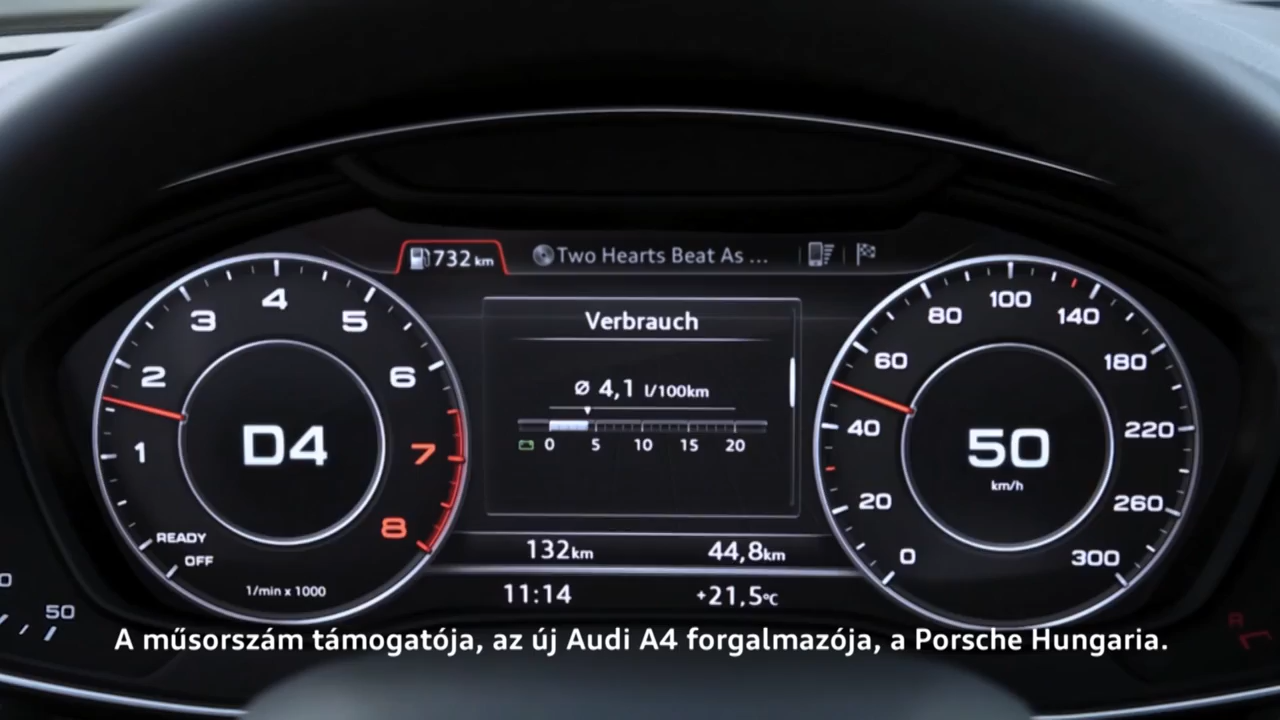 732 km
Two Hearts Beat As ...
1
2
3
4
5
6
7
8
D4
READY
OFF
1/min x 1000
Verbrauch
Ø 4,1 l/100km
0 5 10 15 20
132km 44,8km
11:14 +21,5°C
0
20
40
60
80
100
140
180
220
260
300
50
km/h
50
A műsorszám támogatója, az új Audi A4 forgalmazója, a Porsche Hungaria.